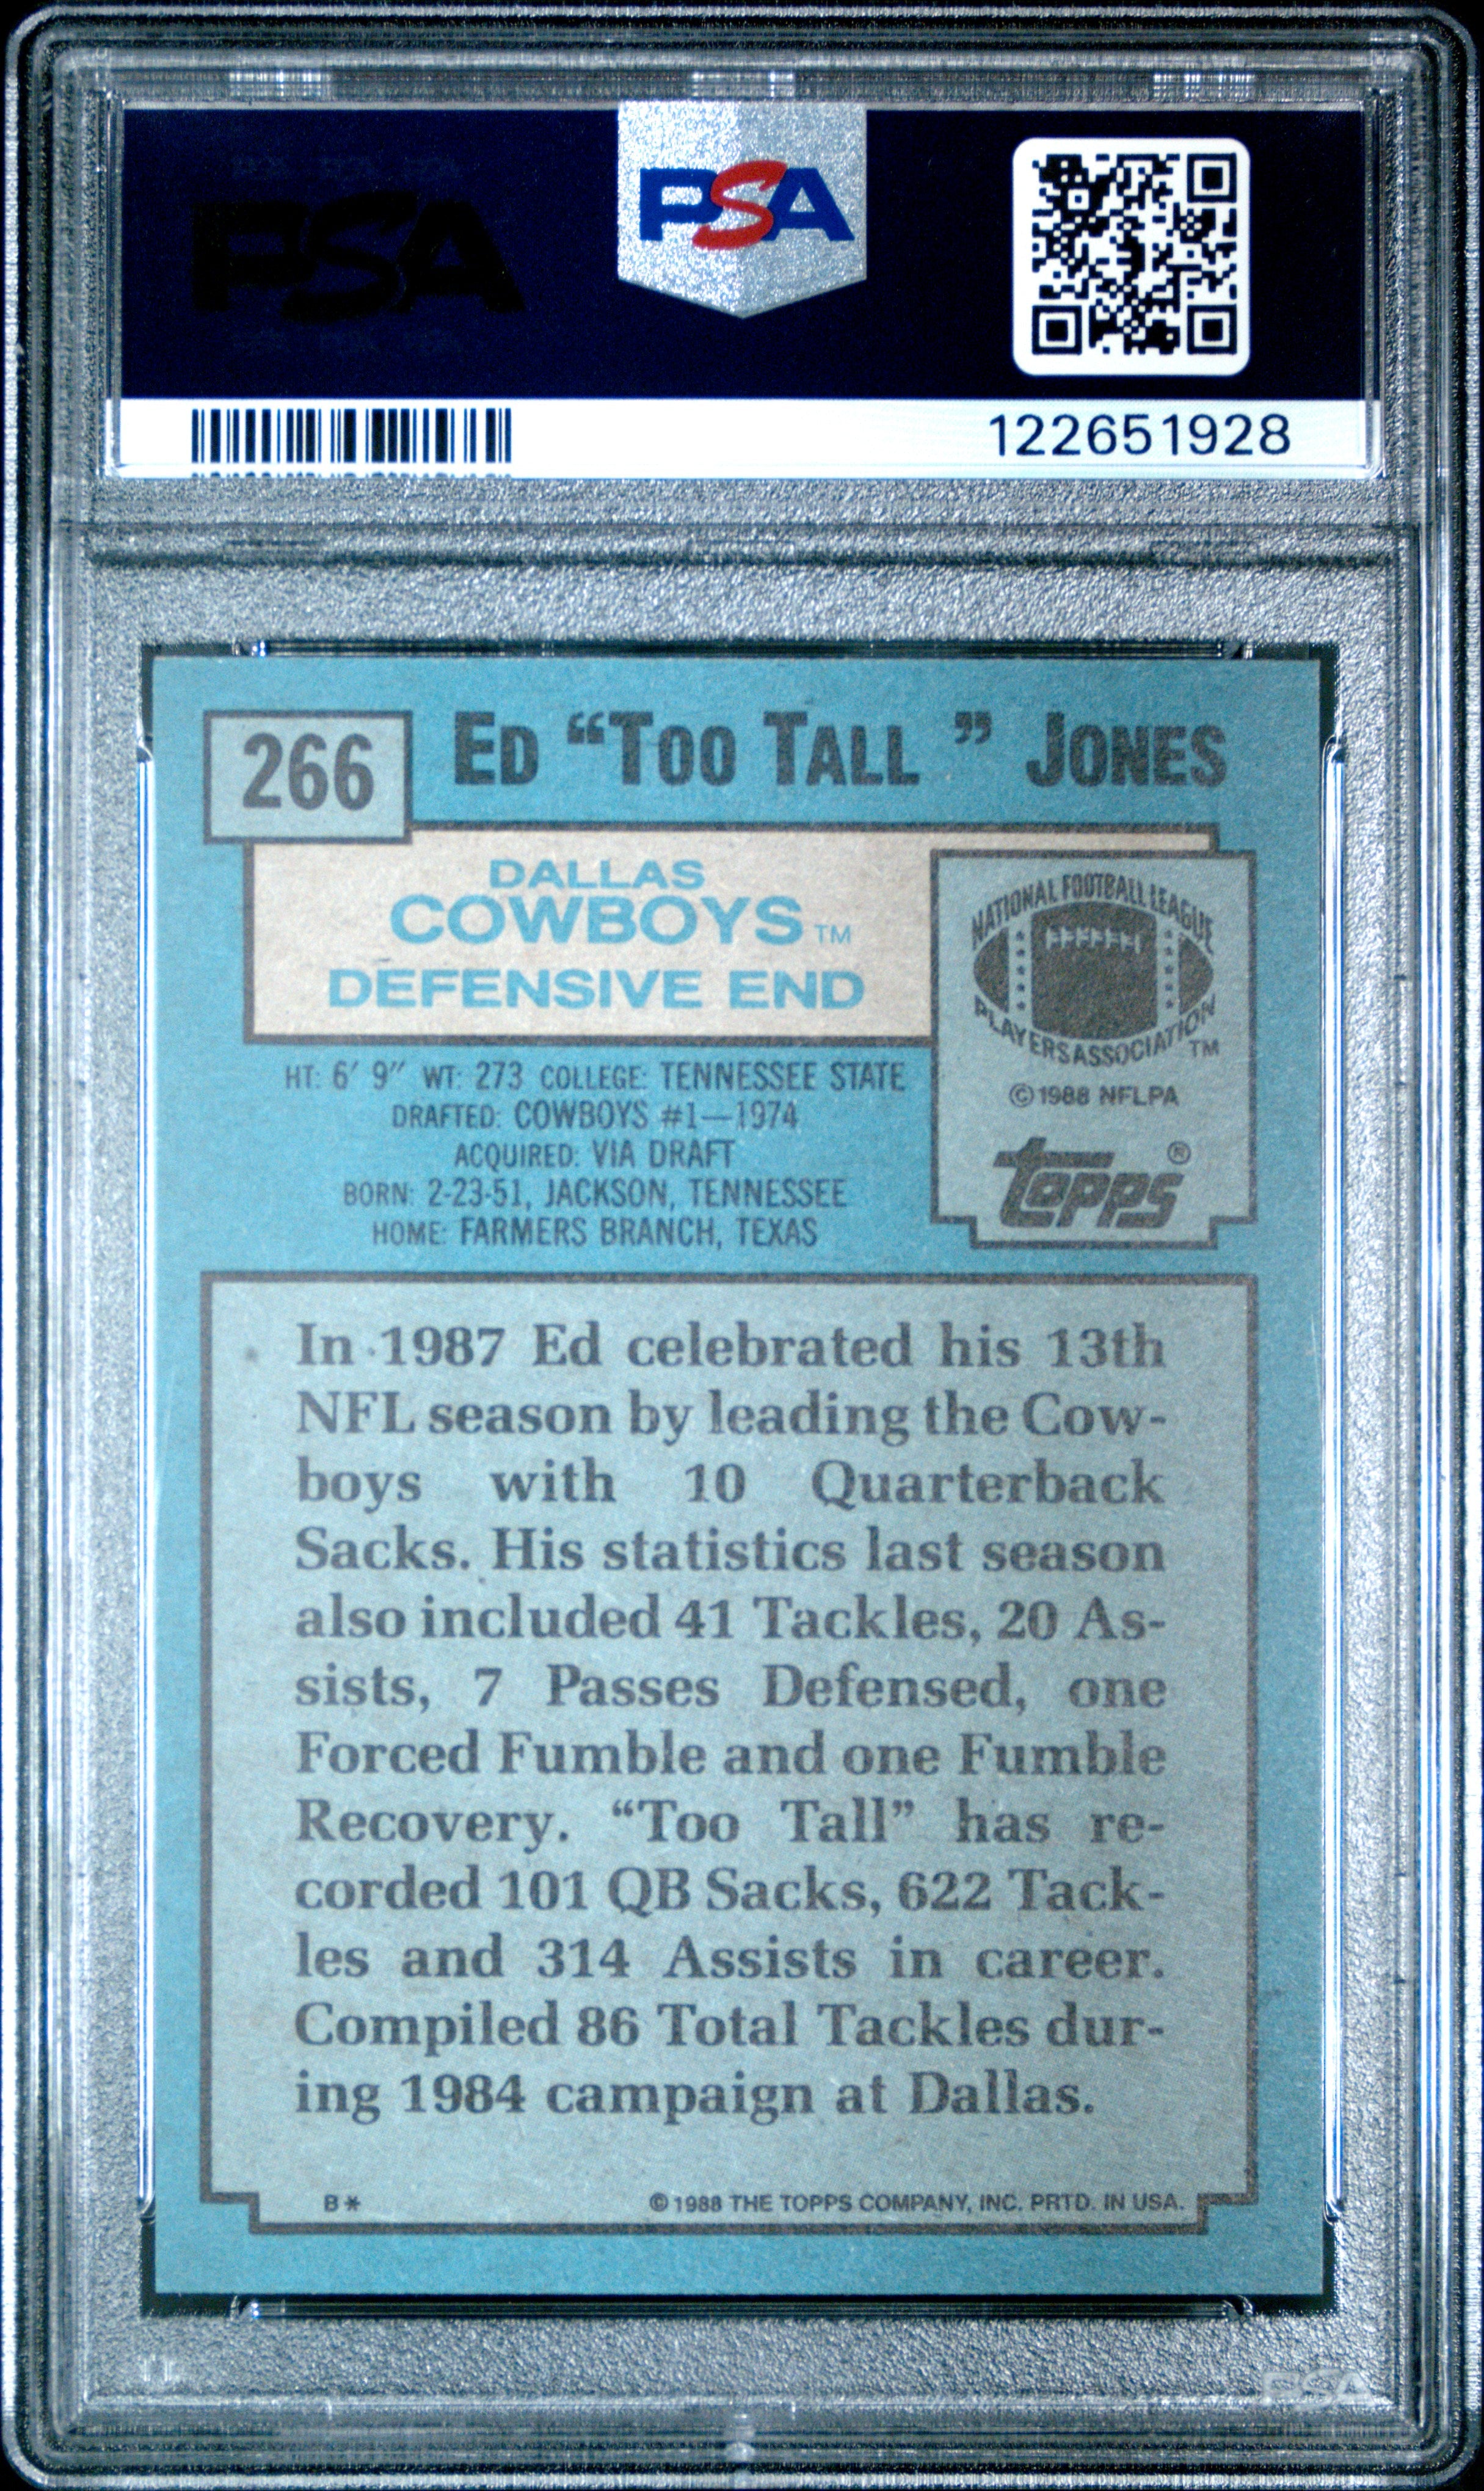 PSA
PSA
122651928
266
ED “TOO TALL ” JONES
DALLAS
COWBOYS TM
DEFENSIVE END
NATIONAL FOOTBALL LEAGUE
PLAYERS ASSOCIATION TM
© 1988 NFLPA
topps®
HT: 6′ 9″ WT: 273 COLLEGE: TENNESSEE STATE
DRAFTED: COWBOYS #1—1974
ACQUIRED: VIA DRAFT
BORN: 2-23-51, JACKSON, TENNESSEE
HOME: FARMERS BRANCH, TEXAS
In 1987 Ed celebrated his 13th
NFL season by leading the Cow-
boys with 10 Quarterback
Sacks. His statistics last season
also included 41 Tackles, 20 As-
sists, 7 Passes Defensed, one
Forced Fumble and one Fumble
Recovery. “Too Tall” has re-
corded 101 QB Sacks, 622 Tack-
les and 314 Assists in career.
Compiled 86 Total Tackles dur-
ing 1984 campaign at Dallas.
B*
© 1988 THE TOPPS COMPANY, INC. PRTD. IN USA.
PSA